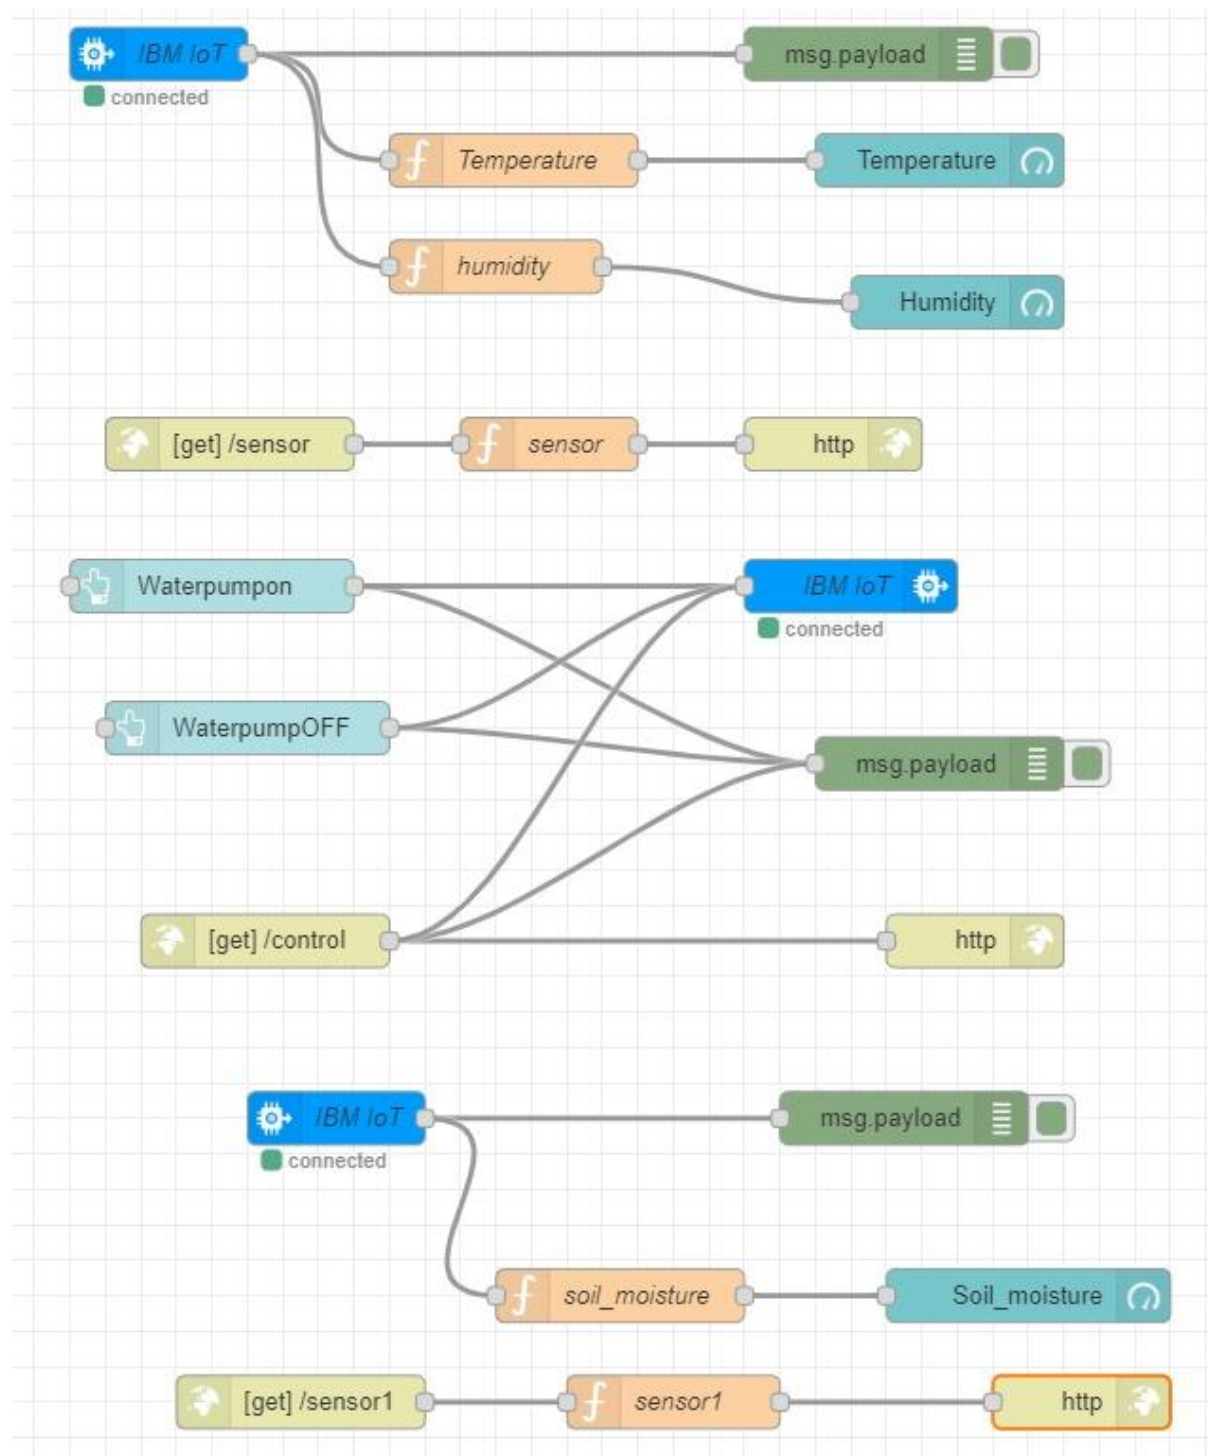 IBM IoT
msg.payload
connected
Temperature
Temperature
humidity
Humidity
[get] /sensor
sensor
http
Waterpumpon
IBM IoT
connected
WaterpumpOFF
msg.payload
[get] /control
http
IBM IoT
msg.payload
connected
soil_moisture
Soil_moisture
[get] /sensor1
sensor1
http